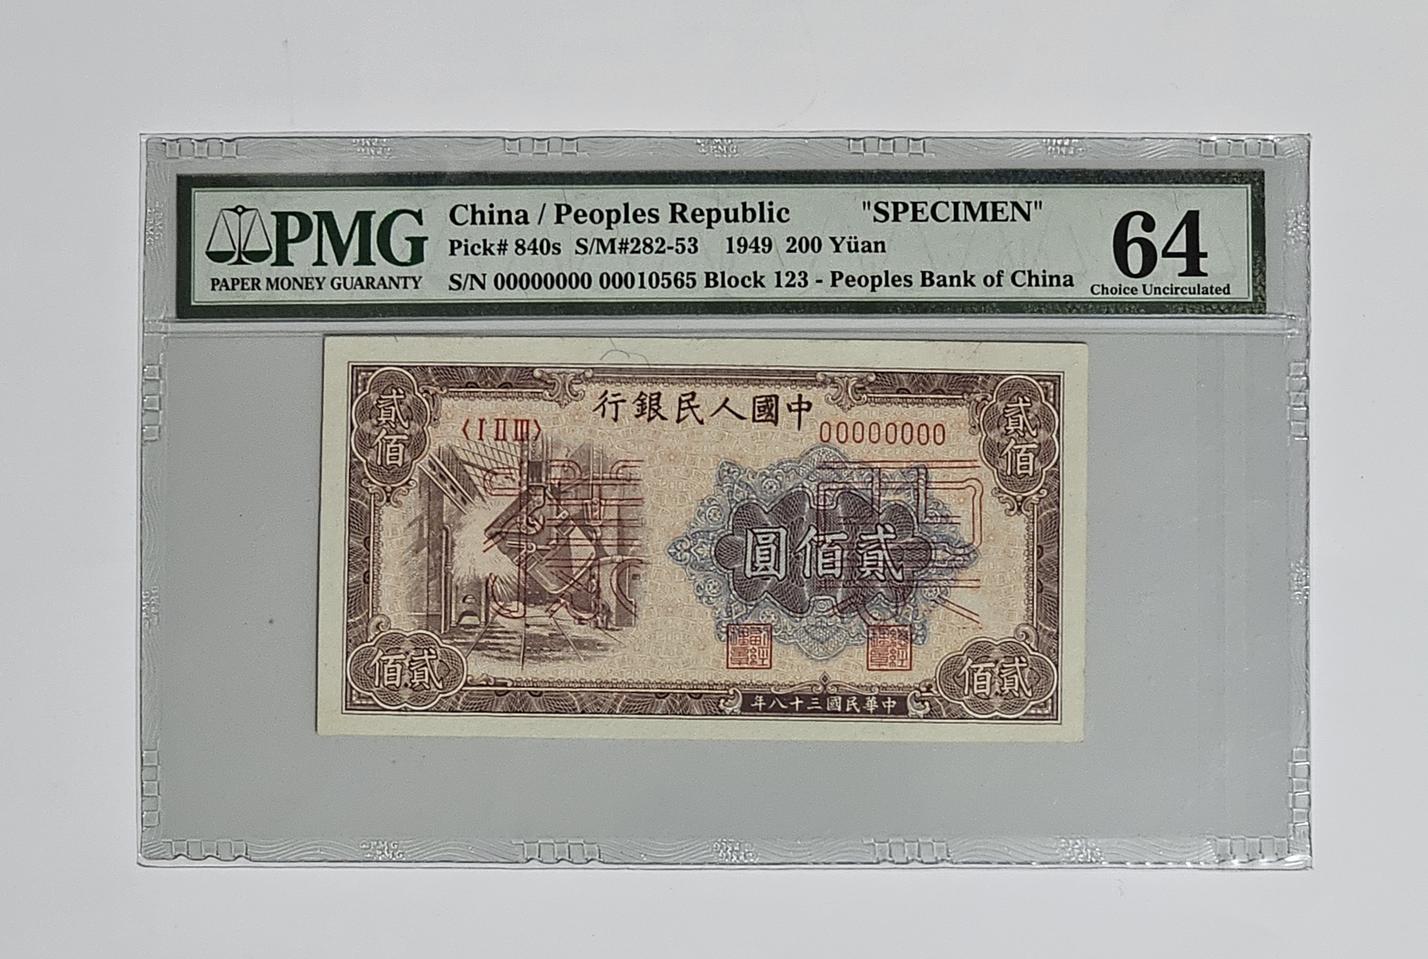 PMG
PAPER MONEY GUARANTY
China / Peoples Republic "SPECIMEN"
Pick# 840s S/M#282-53 1949 200 Yüan
S/N 00000000 00010565 Block 123 - Peoples Bank of China
64
Choice Uncirculated
行銀民人國中
〈I II III〉
00000000
貳佰
貳佰
票樣
圓佰貳
佰貳
佰貳
年八十三國民華中